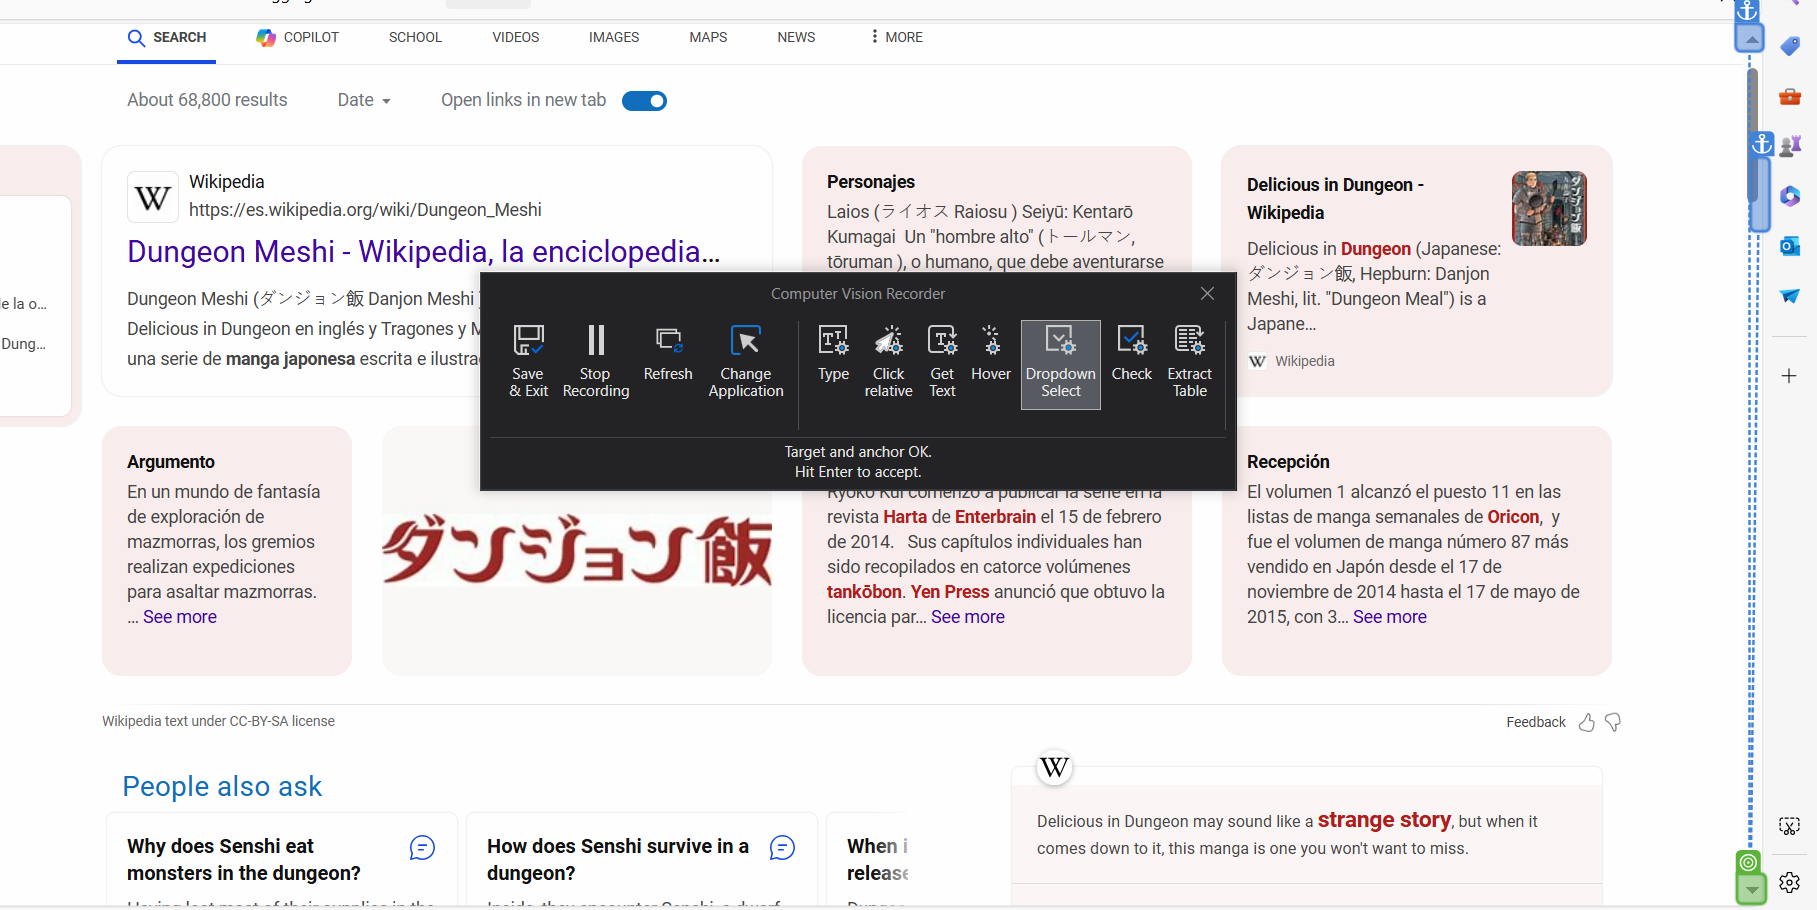 SEARCH
COPILOT
SCHOOL
VIDEOS
IMAGES
MAPS
NEWS
MORE
About 68,800 results
Date
Open links in new tab
e la o...
Dung...
W
Wikipedia
https://es.wikipedia.org/wiki/Dungeon_Meshi
Dungeon Meshi - Wikipedia, la enciclopedia...
Dungeon Meshi (ダンジョン飯 Danjon Meshi
Delicious in Dungeon en inglés y Tragones y M
una serie de manga japonesa escrita e ilustra
Personajes
Laios (ライオス Raiosu ) Seiyū: Kentarō
Kumagai Un "hombre alto" (トールマン,
tōruman ), o humano, que debe aventurarse
Delicious in Dungeon -
Wikipedia
Delicious in Dungeon (Japanese:
ダンジョン飯, Hepburn: Danjon
Meshi, lit. "Dungeon Meal") is a
Japane...
W Wikipedia
ダンジョン飯
Computer Vision Recorder
Save
& Exit
Stop
Recording
Refresh
Change
Application
Type
Click
relative
Get
Text
Hover
Dropdown
Select
Check
Extract
Table
Target and anchor OK.
Hit Enter to accept.
Argumento
En un mundo de fantasía
de exploración de
mazmorras, los gremios
realizan expediciones
para asaltar mazmorras.
... See more
ダンジョン飯
Ryoko Kui comenzó a publicar la serie en la
revista Harta de Enterbrain el 15 de febrero
de 2014. Sus capítulos individuales han
sido recopilados en catorce volúmenes
tankōbon. Yen Press anunció que obtuvo la
licencia par... See more
Recepción
El volumen 1 alcanzó el puesto 11 en las
listas de manga semanales de Oricon, y
fue el volumen de manga número 87 más
vendido en Japón desde el 17 de
noviembre de 2014 hasta el 17 de mayo de
2015, con 3... See more
Wikipedia text under CC-BY-SA license
Feedback
People also ask
Why does Senshi eat
monsters in the dungeon?
How does Senshi survive in a
dungeon?
When i
release
W
Delicious in Dungeon may sound like a strange story, but when it
comes down to it, this manga is one you won't want to miss.